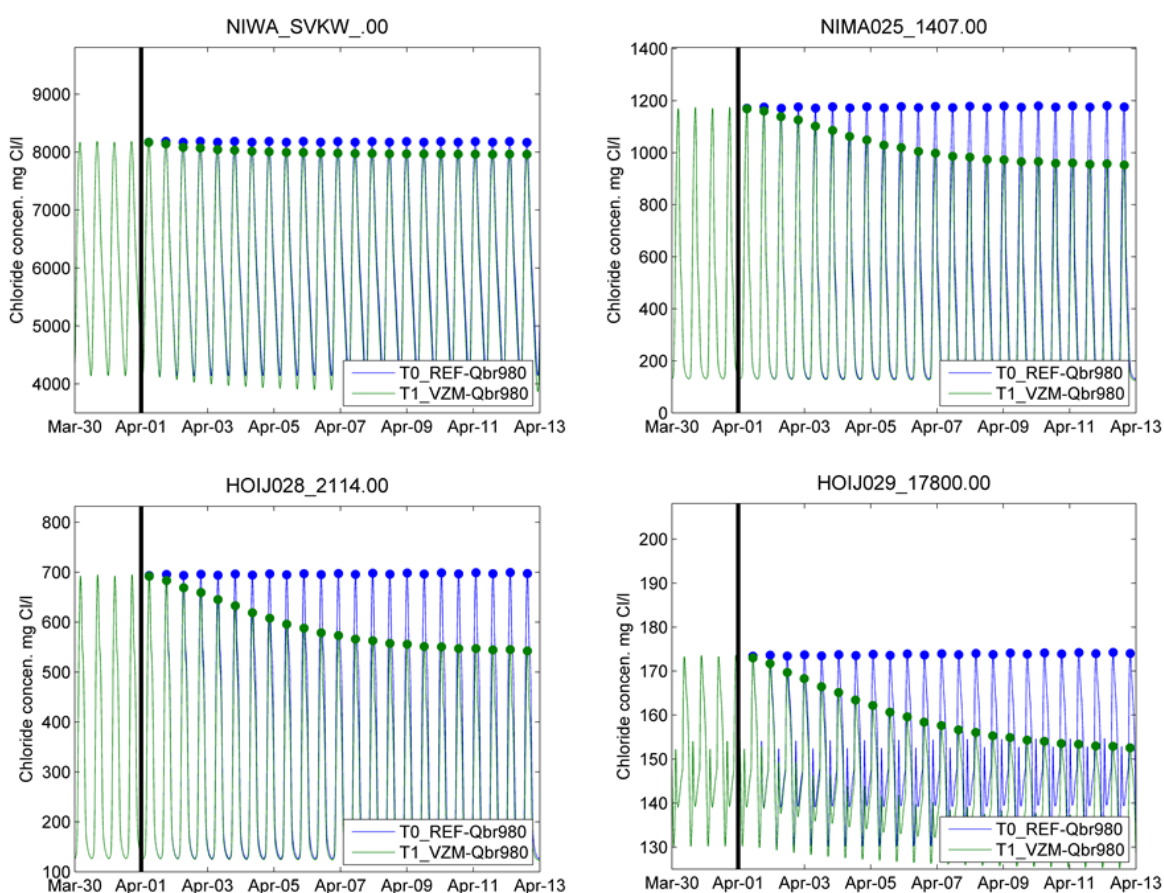 NIWA_SVKW_.00
Chloride concen. mg Cl/l
9000
8000
7000
6000
5000
4000
Mar-30 Apr-01 Apr-03 Apr-05 Apr-07 Apr-09 Apr-11 Apr-13
T0_REF-Qbr980
T1_VZM-Qbr980
NIMA025_1407.00
Chloride concen. mg Cl/l
1400
1200
1000
800
600
400
200
0
Mar-30 Apr-01 Apr-03 Apr-05 Apr-07 Apr-09 Apr-11 Apr-13
T0_REF-Qbr980
T1_VZM-Qbr980
HOIJ028_2114.00
Chloride concen. mg Cl/l
800
700
600
500
400
300
200
100
Mar-30 Apr-01 Apr-03 Apr-05 Apr-07 Apr-09 Apr-11 Apr-13
T0_REF-Qbr980
T1_VZM-Qbr980
HOIJ029_17800.00
Chloride concen. mg Cl/l
200
190
180
170
160
150
140
130
Mar-30 Apr-01 Apr-03 Apr-05 Apr-07 Apr-09 Apr-11 Apr-13
T0_REF-Qbr980
T1_VZM-Qbr980